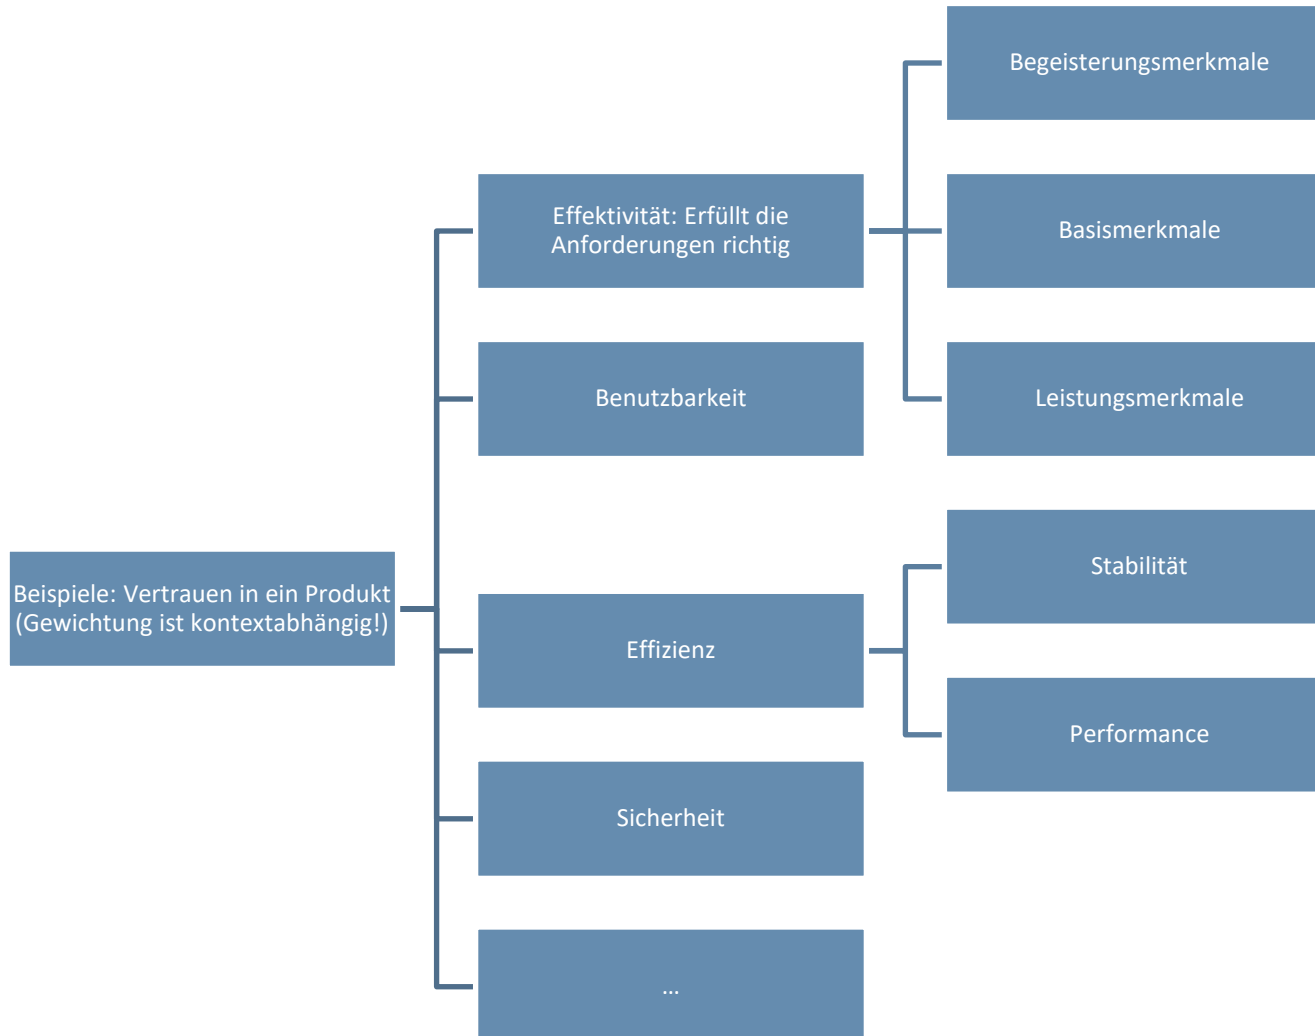 Beispiele: Vertrauen in ein Produkt
(Gewichtung ist kontextabhängig!)
Effektivität: Erfüllt die
Anforderungen richtig
Begeisterungsmerkmale
Basismerkmale
Leistungsmerkmale
Benutzbarkeit
Effizienz
Stabilität
Performance
Sicherheit
...